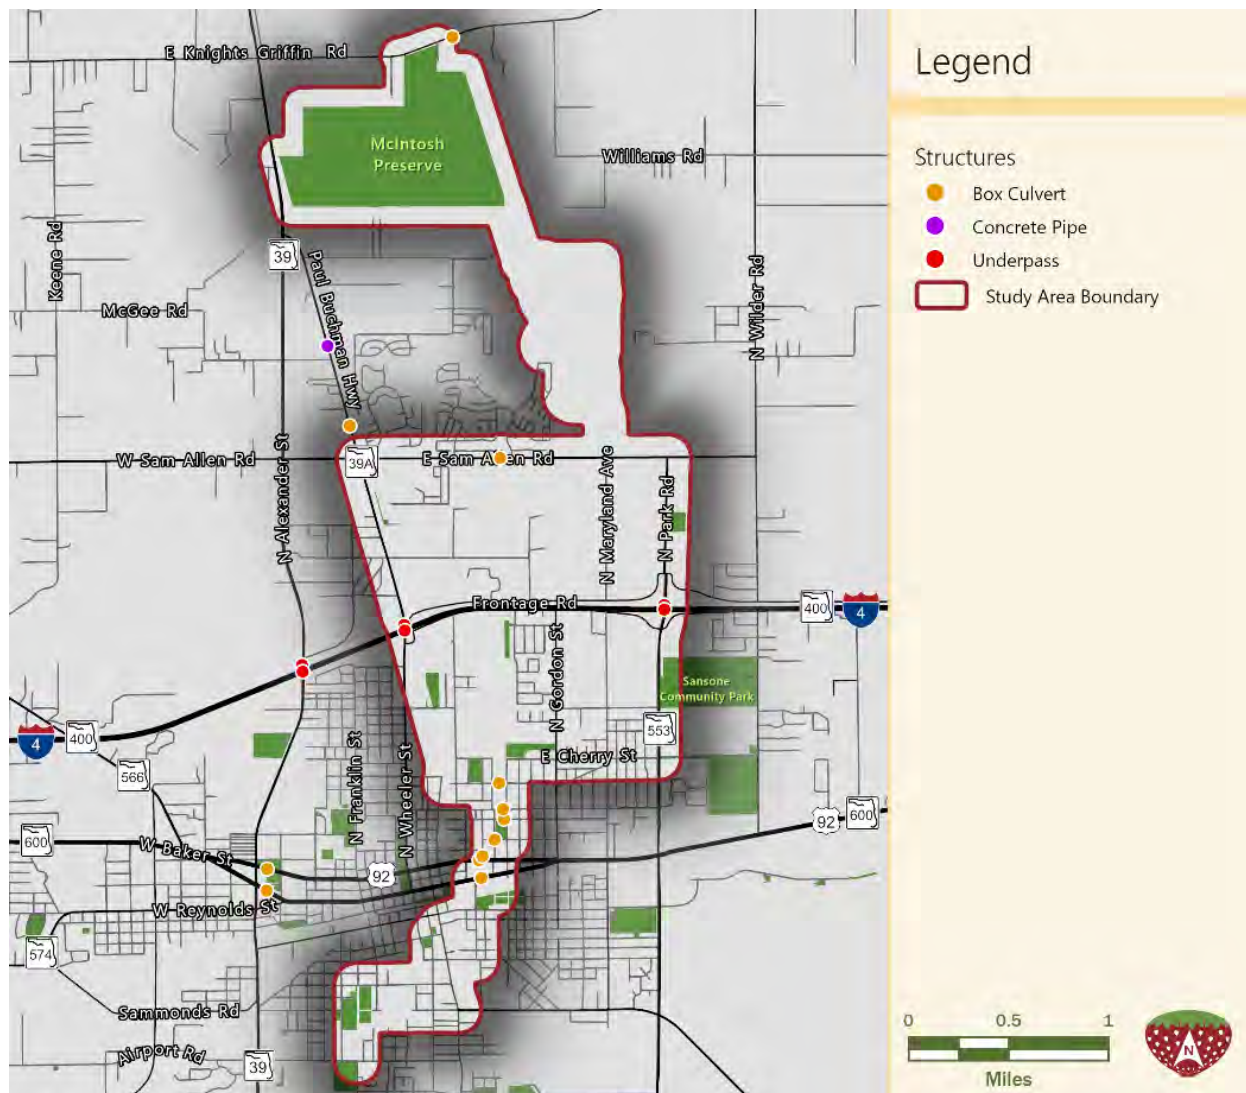 E Knights Griffin Rd
McIntosh
Preserve
Williams Rd
Keene Rd
39
Paul Buchman Hwy
McGee Rd
N Wilder Rd
W Sam Allen Rd
39A
E Sam Allen Rd
N Alexander St
N Maryland Ave
N Park Rd
Frontage Rd
400
4
N Gordon St
Sansone
Community Park
553
4
400
566
E Cherry St
N Franklin St
N Wheeler St
600
92
600
W Baker St
92
W Reynolds St
574
Sammonds Rd
Airport Rd
39
Legend
Structures
Box Culvert
Concrete Pipe
Underpass
Study Area Boundary
0 0.5 1
Miles
N